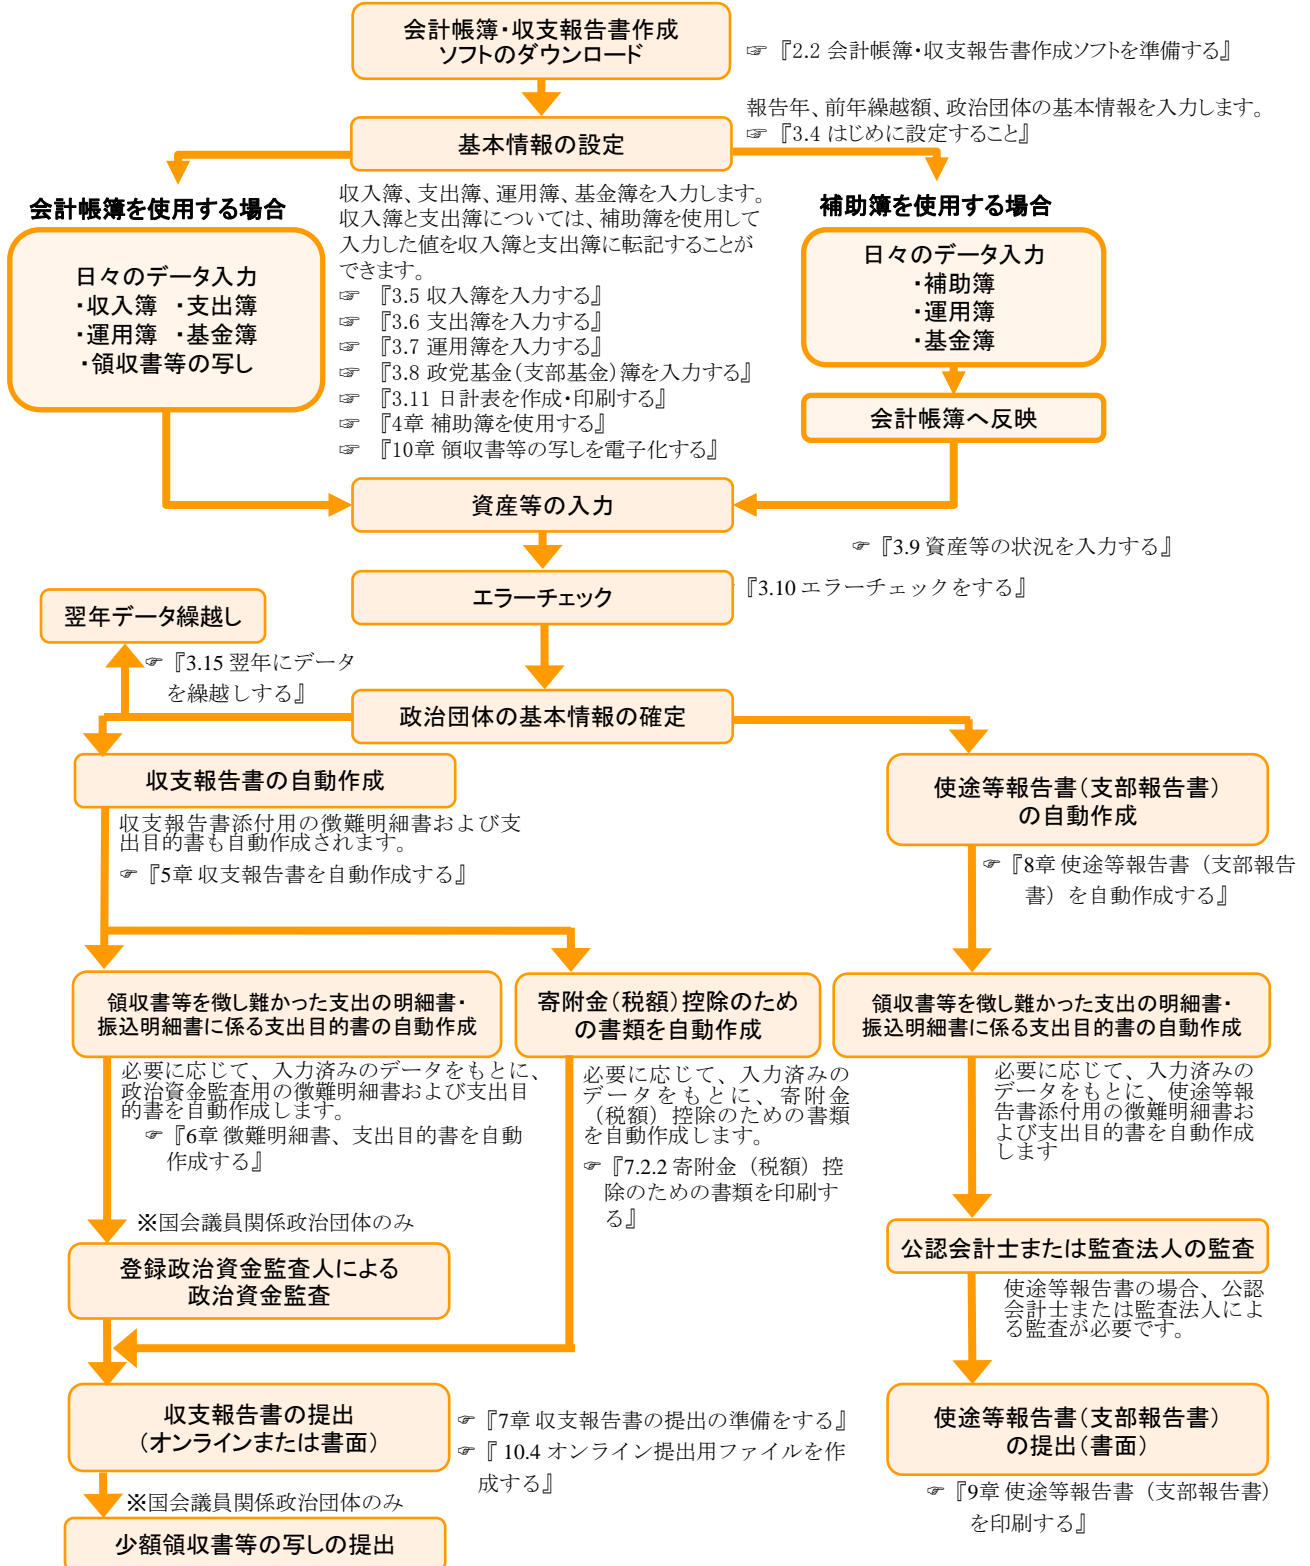 会計帳簿・収支報告書作成
ソフトのダウンロード
☞ 『2.2 会計帳簿・収支報告書作成ソフトを準備する』
報告年、前年繰越額、政治団体の基本情報を入力します。
☞ 『3.4 はじめに設定すること』
基本情報の設定
会計帳簿を使用する場合
日々のデータ入力
・収入簿 ・支出簿
・運用簿 ・基金簿
・領収書等の写し
収入簿、支出簿、運用簿、基金簿を入力します。
収入簿と支出簿については、補助簿を使用して
入力した値を収入簿と支出簿に転記することが
できます。
☞ 『3.5 収入簿を入力する』
☞ 『3.6 支出簿を入力する』
☞ 『3.7 運用簿を入力する』
☞ 『3.8 政党基金（支部基金）簿を入力する』
☞ 『3.11 日計表を作成・印刷する』
☞ 『4章 補助簿を使用する』
☞ 『10章 領収書等の写しを電子化する』
補助簿を使用する場合
日々のデータ入力
・補助簿
・運用簿
・基金簿
会計帳簿へ反映
資産等の入力
☞『3.9 資産等の状況を入力する』
エラーチェック
『3.10 エラーチェックをする』
翌年データ繰越し
☞『3.15 翌年にデータ
を繰越しする』
政治団体の基本情報の確定
収支報告書の自動作成
収支報告書添付用の徴難明細書および支
出目的書も自動作成されます。
☞『5章 収支報告書を自動作成する』
使途等報告書（支部報告書）
の自動作成
☞『8章 使途等報告書（支部報告
書）を自動作成する』
領収書等を徴し難かった支出の明細書・
振込明細書に係る支出目的書の自動作成
必要に応じて、入力済みのデータをもとに、
政治資金監査用の徴難明細書および支出目
的書を自動作成します。
☞『6章 徴難明細書、支出目的書を自動
作成する』
寄附金（税額）控除のため
の書類を自動作成
必要に応じて、入力済みの
データをもとに、寄附金
（税額）控除のための書類
を自動作成します。
☞『7.2.2 寄附金（税額）控
除のための書類を印刷す
る』
領収書等を徴し難かった支出の明細書・
振込明細書に係る支出目的書の自動作成
必要に応じて、入力済みの
データをもとに、使途等報
告書添付用の徴難明細書お
よび支出目的書を自動作成
します
※国会議員関係政治団体のみ
登録政治資金監査人による
政治資金監査
公認会計士または監査法人の監査
使途等報告書の場合、公認
会計士または監査法人によ
る監査が必要です。
収支報告書の提出
（オンラインまたは書面）
☞『7章 収支報告書の提出の準備をする』
☞『 10.4 オンライン提出用ファイルを作
成する』
使途等報告書（支部報告書）
の提出（書面）
☞『9章 使途等報告書（支部報告書）
を印刷する』
※国会議員関係政治団体のみ
少額領収書等の写しの提出